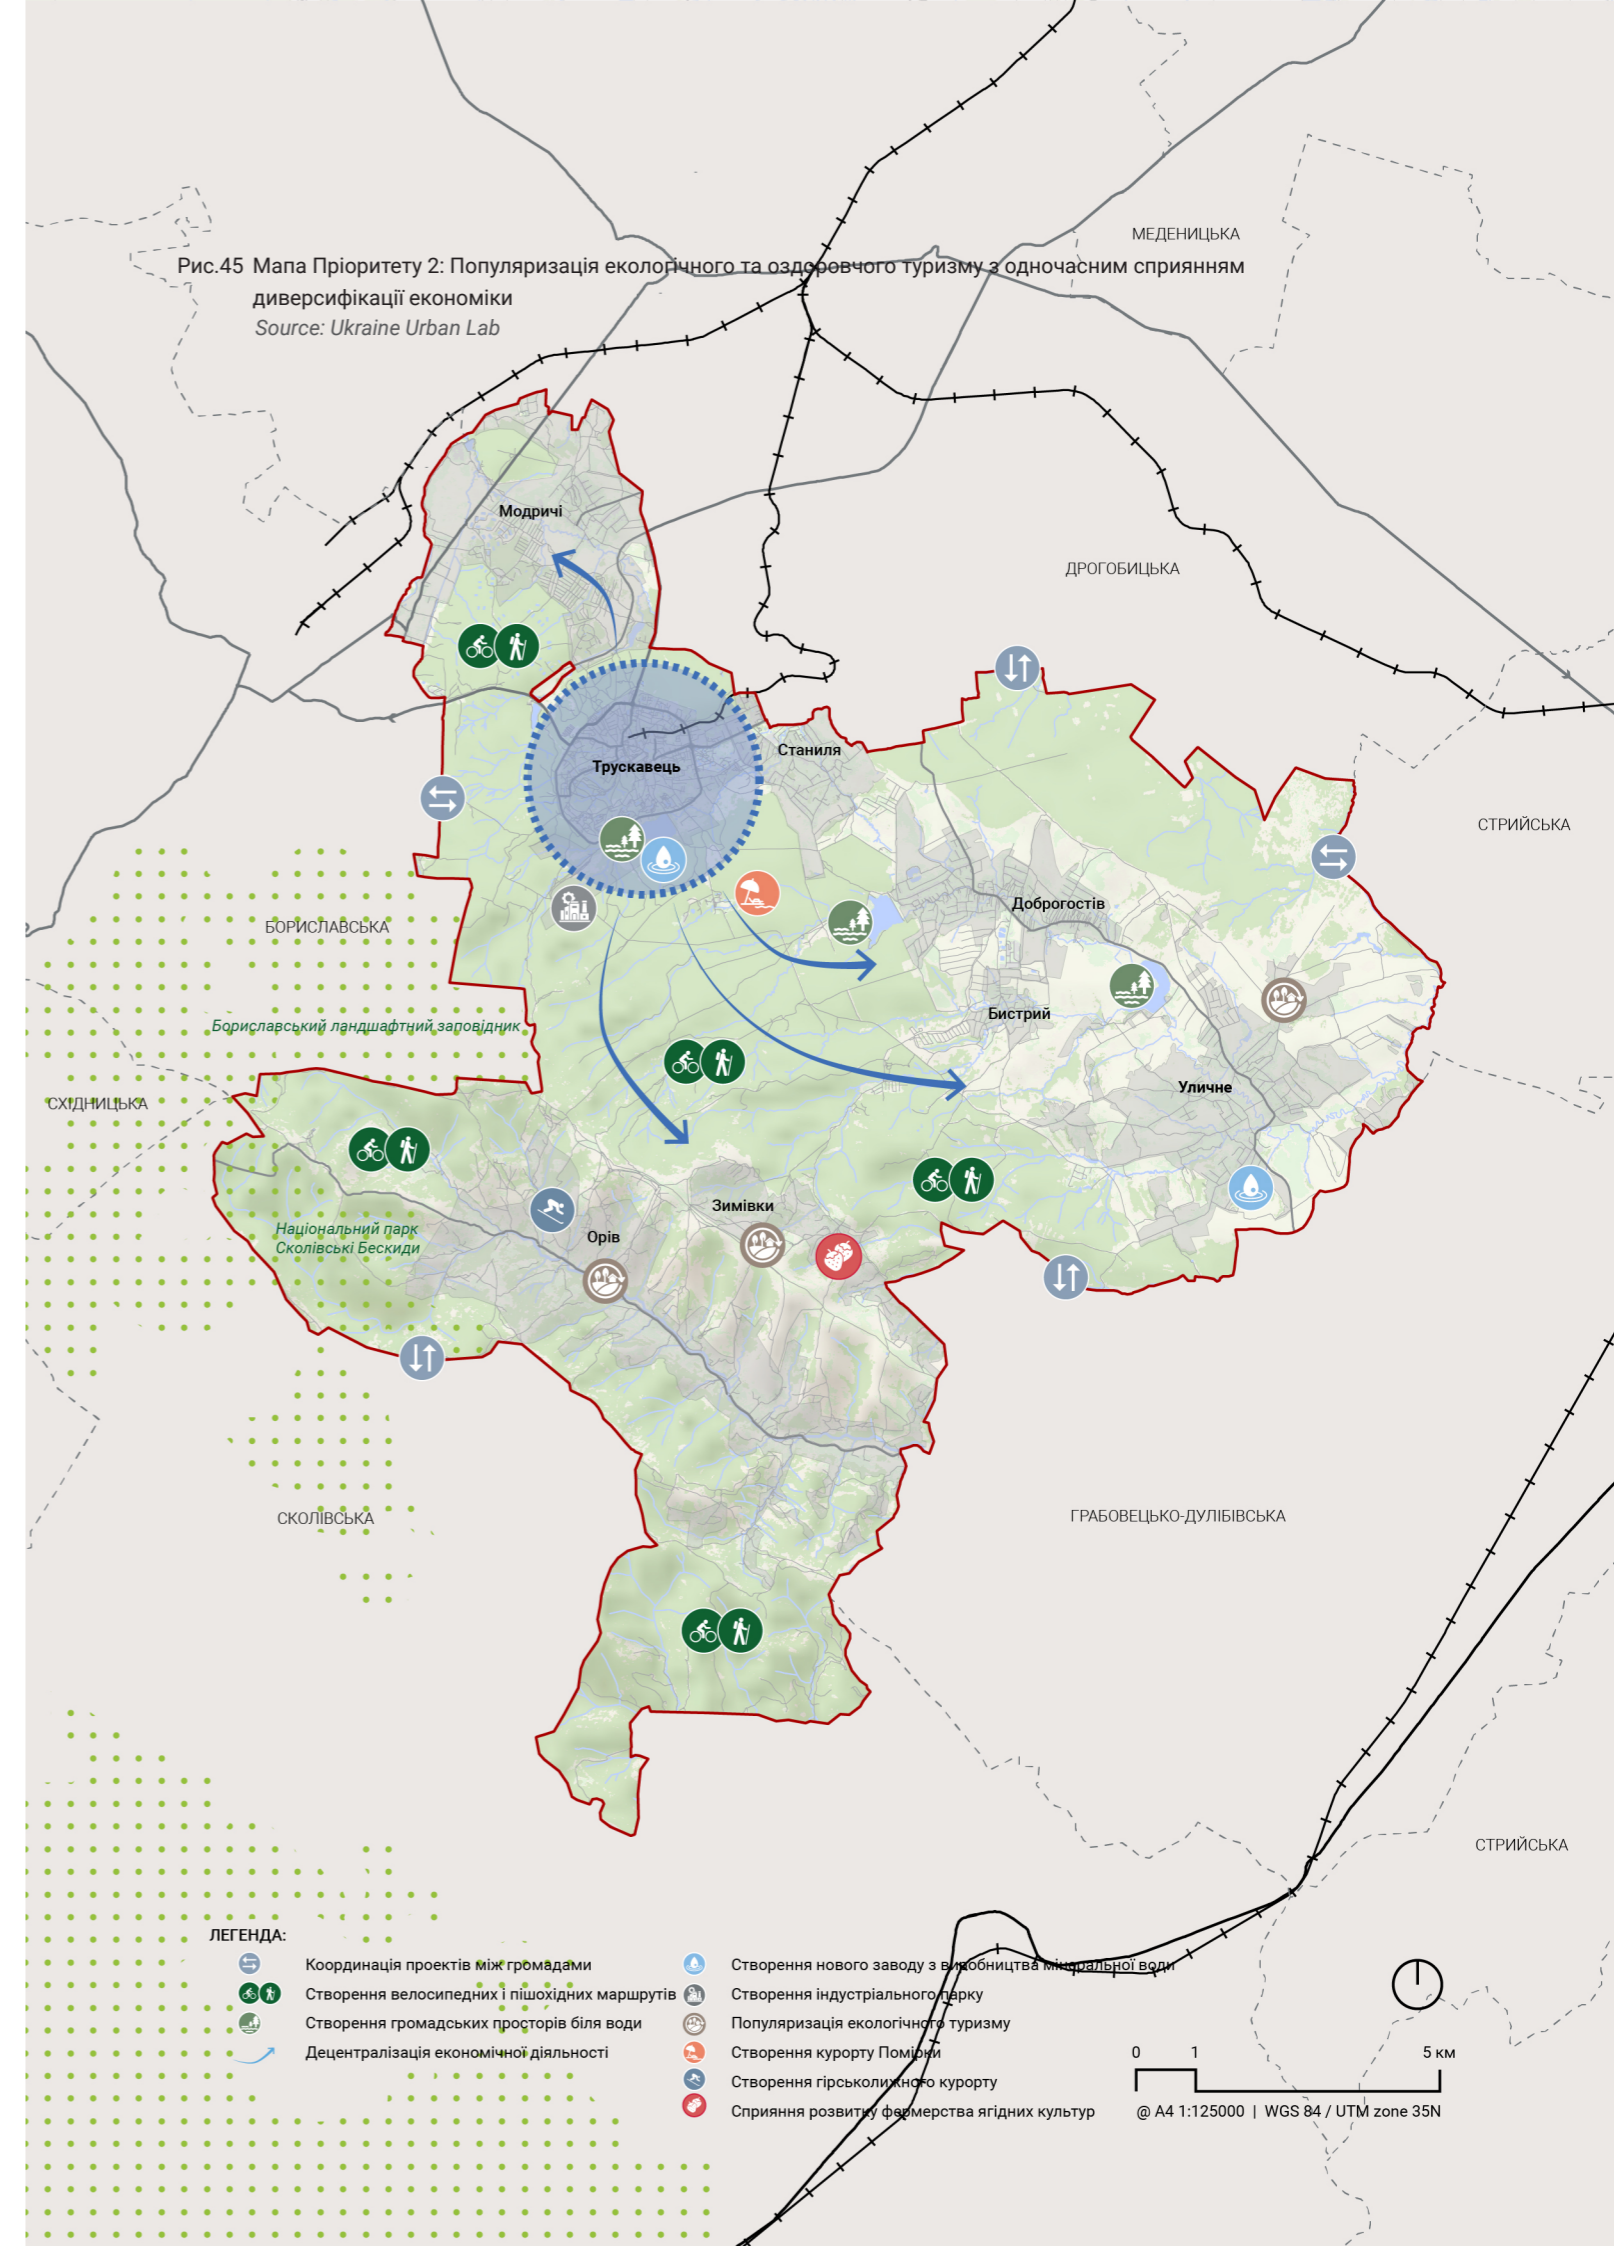 МЕДЕНИЦЬКА
Рис.45 Мапа Пріоритету 2: Популяризація екологічного та оздоровчого туризму з одночасним сприянням
диверсифікації економіки
Source: Ukraine Urban Lab
Модричі
ДРОГОБИЦЬКА
Станиля
Трускавець
СТРИЙСЬКА
Доброгостів
БОРИСЛАВСЬКА
Бистрий
Бориславський ландшафтний заповідник
Уличне
СХІДНИЦЬКА
Зимівки
Національний парк
Сколівські Бескиди
Орів
СКОЛІВСЬКА
ГРАБОВЕЦЬКО-ДУЛІБІВСЬКА
СТРИЙСЬКА
ЛЕГЕНДА:
Координація проектів між громадами
Створення велосипедних і пішохідних маршрутів
Створення громадських просторів біля води
Децентралізація економічної діяльності
Створення нового заводу з виробництва мінеральної води
Створення індустріального парку
Популяризація екологічного туризму
Створення курорту Помірки
Створення гірськолижного курорту
Сприяння розвитку фермерства ягідних культур
0 1 5 км
@ A4 1:125000 | WGS 84 / UTM zone 35N